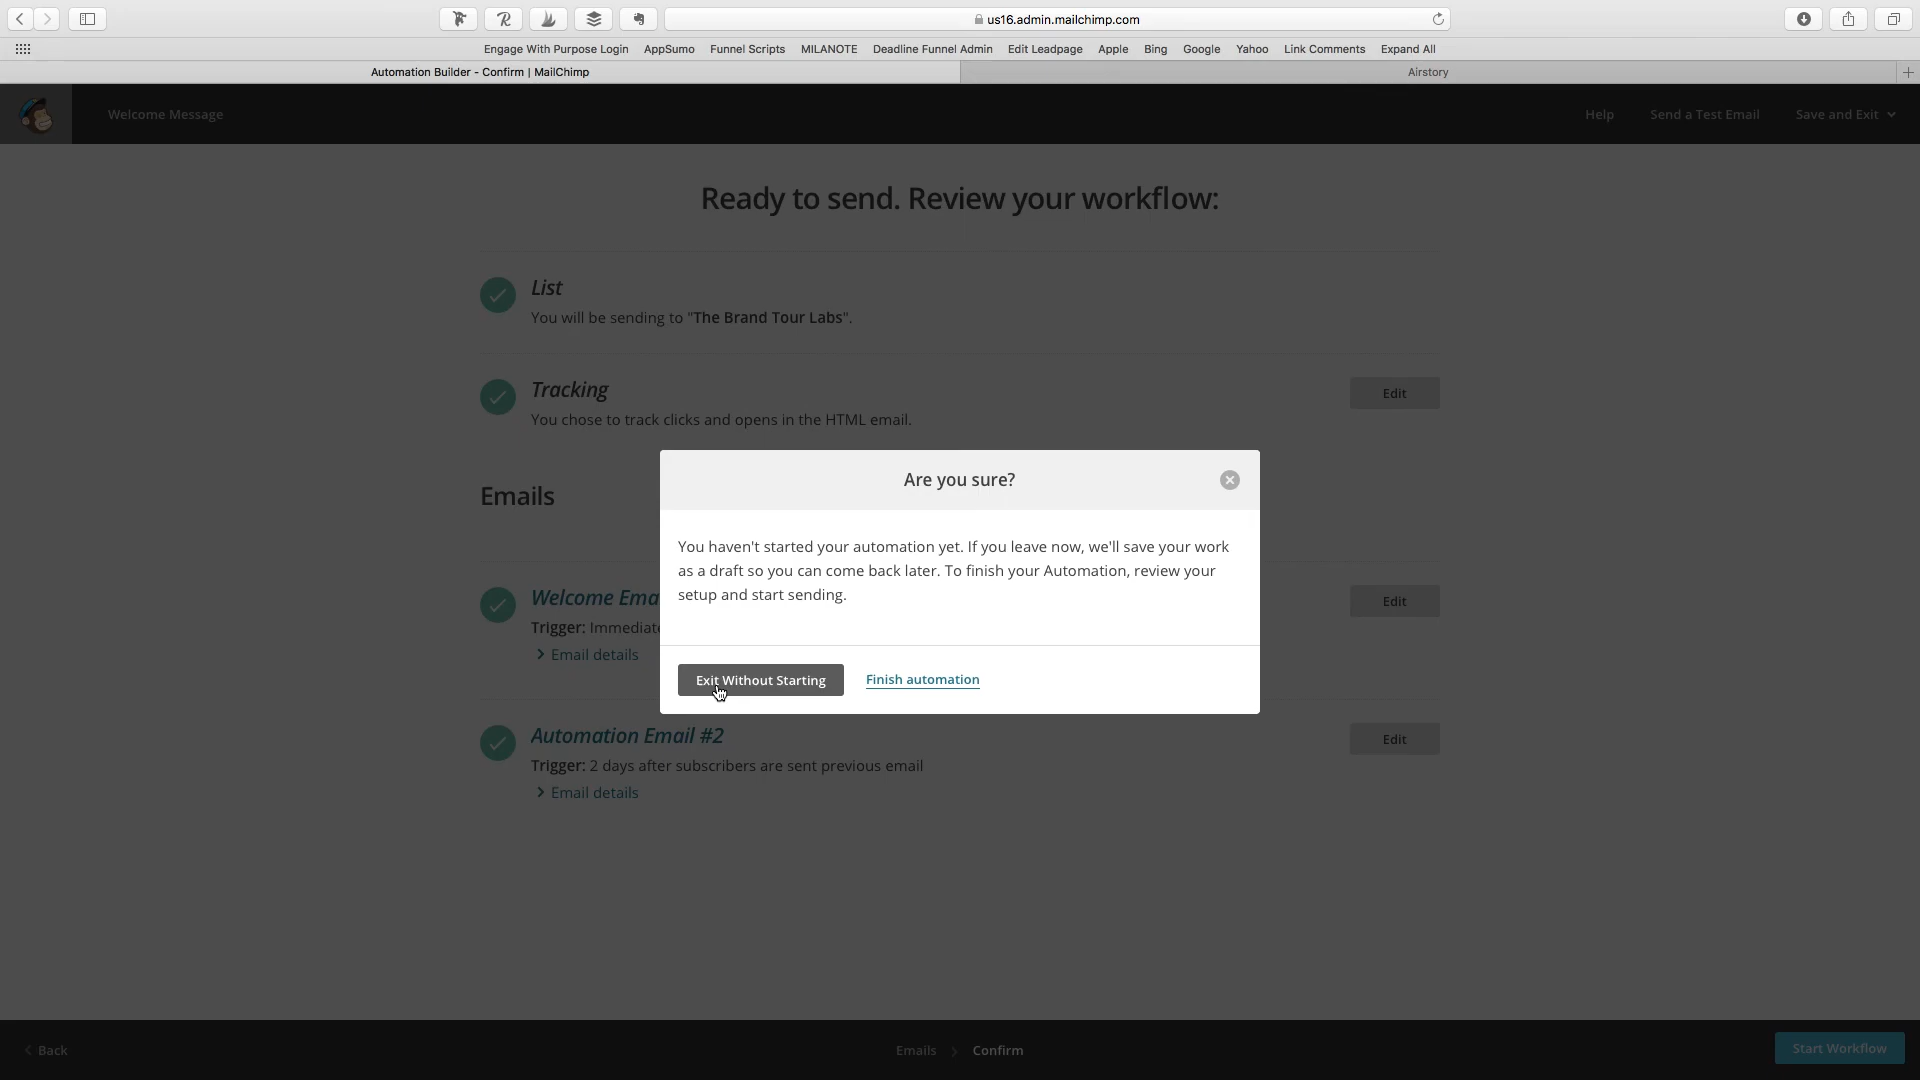 us16.admin.mailchimp.com
Engage With Purpose Login AppSumo Funnel Scripts MILANOTE Deadline Funnel Admin Edit Leadpage Apple Bing Google Yahoo Link Comments Expand All
Automation Builder - Confirm | MailChimp Airstory
Welcome Message Help Send a Test Email Save and Exit
Ready to send. Review your workflow:
List
You will be sending to "The Brand Tour Labs".
Tracking Edit
You chose to track clicks and opens in the HTML email.
Emails
Are you sure?
You haven't started your automation yet. If you leave now, we'll save your work
as a draft so you can come back later. To finish your Automation, review your
setup and start sending.
Exit Without Starting Finish automation
Welcome Ema Edit
Trigger: Immediate
Email details
Automation Email #2 Edit
Trigger: 2 days after subscribers are sent previous email
Email details
Back Emails Confirm Start Workflow